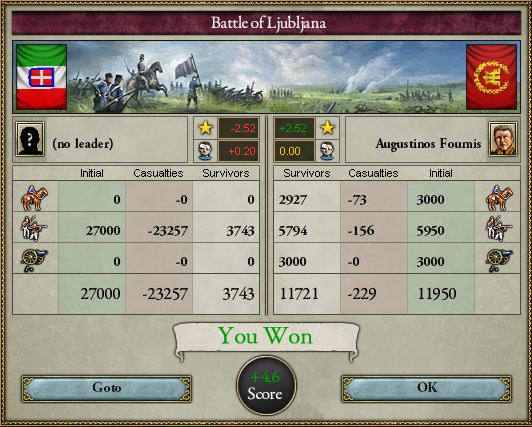 Battle of Ljubljana
(no leader) -2.52 +2.52 Augustinos Foumis
+0.20 0.00
Initial Casualties Survivors Survivors Casualties Initial
0 -0 0 2927 -73 3000
27000 -23257 3743 5794 -156 5950
0 -0 0 3000 -0 3000
27000 -23257 3743 11721 -229 11950
You Won
+4.6
Goto Score OK